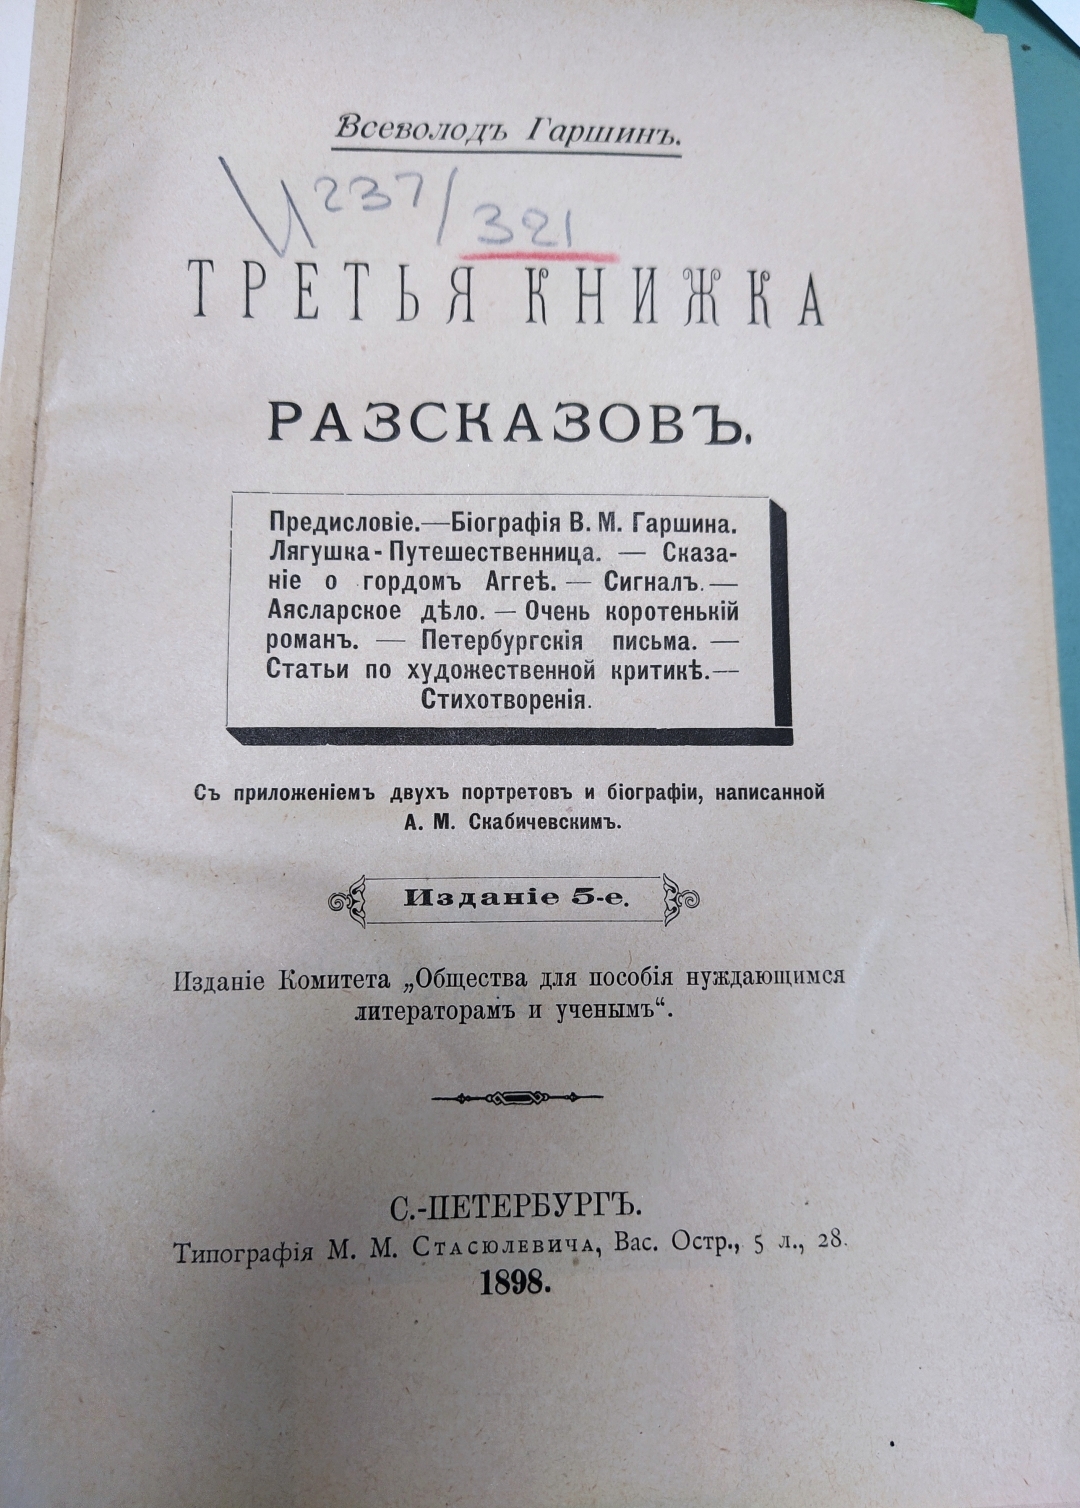 Всеволодъ Гаршинъ.
И 237/321
ТРЕТЬЯ КНИЖКА
РАЗСКАЗОВЪ.
Предисловіе.—Біографія В. М. Гаршина.
Лягушка-Путешественница. — Сказа-
ніе о гордомъ Аггеѣ. — Сигналъ. —
Аясларское дѣло. — Очень коротенькій
романъ. — Петербургскія письма. —
Статьи по художественной критикѣ.—
Стихотворенія.
Съ приложеніемъ двухъ портретовъ и біографіи, написанной
А. М. Скабичевскимъ.
Изданіе 5-е.
Изданіе Комитета „Общества для пособія нуждающимся
литераторамъ и ученымъ“.
С.-ПЕТЕРБУРГЪ.
Типографія М. М. Стасюлевича, Вас. Остр., 5 л., 28.
1898.